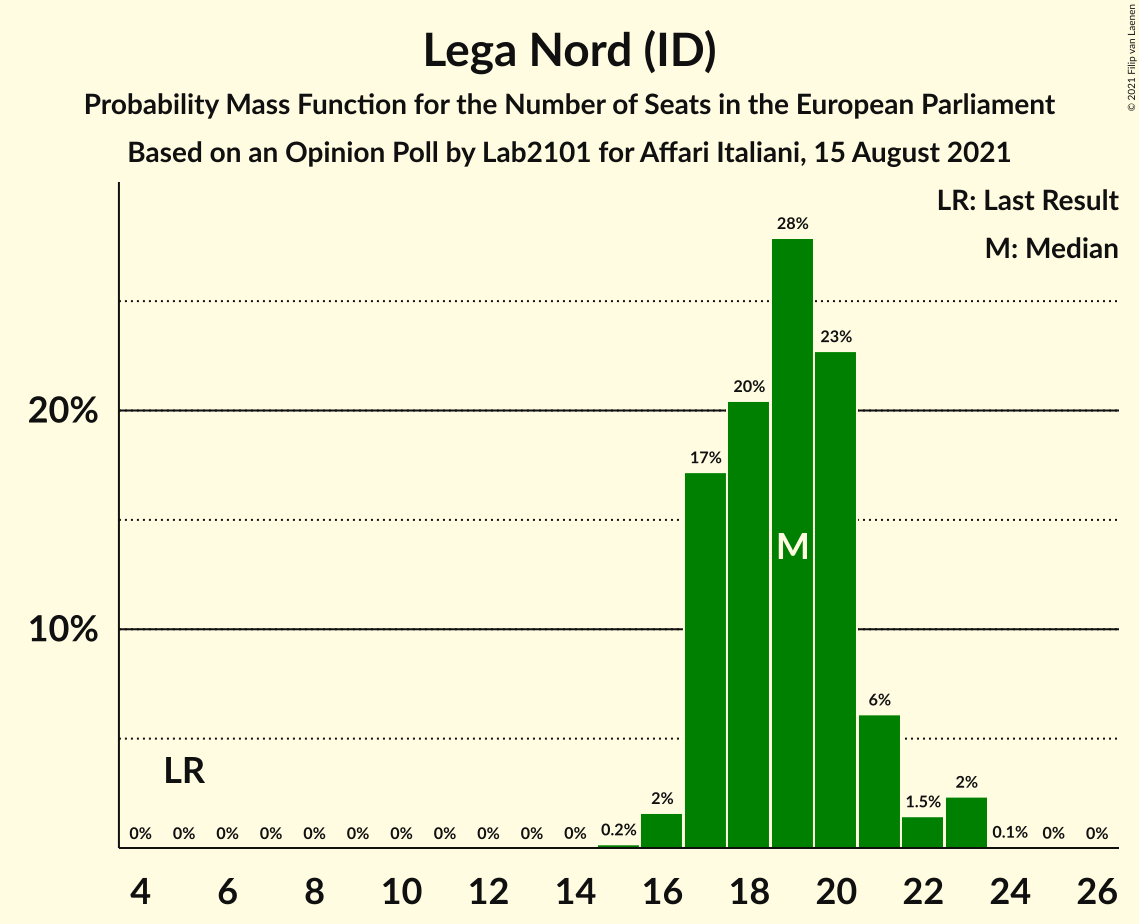 Lega Nord (ID)
Probability Mass Function for the Number of Seats in the European Parliament
Based on an Opinion Poll by Lab2101 for Affari Italiani, 15 August 2021
© 2021 Filip van Laenen
LR: Last Result
M: Median
28%
23%
20%
20%
17%
M
10%
6%
LR
2%
2%
1.5%
0% 0% 0% 0% 0% 0% 0% 0% 0% 0% 0% 0.2% 0.1% 0% 0%
4 6 8 10 12 14 16 18 20 22 24 26